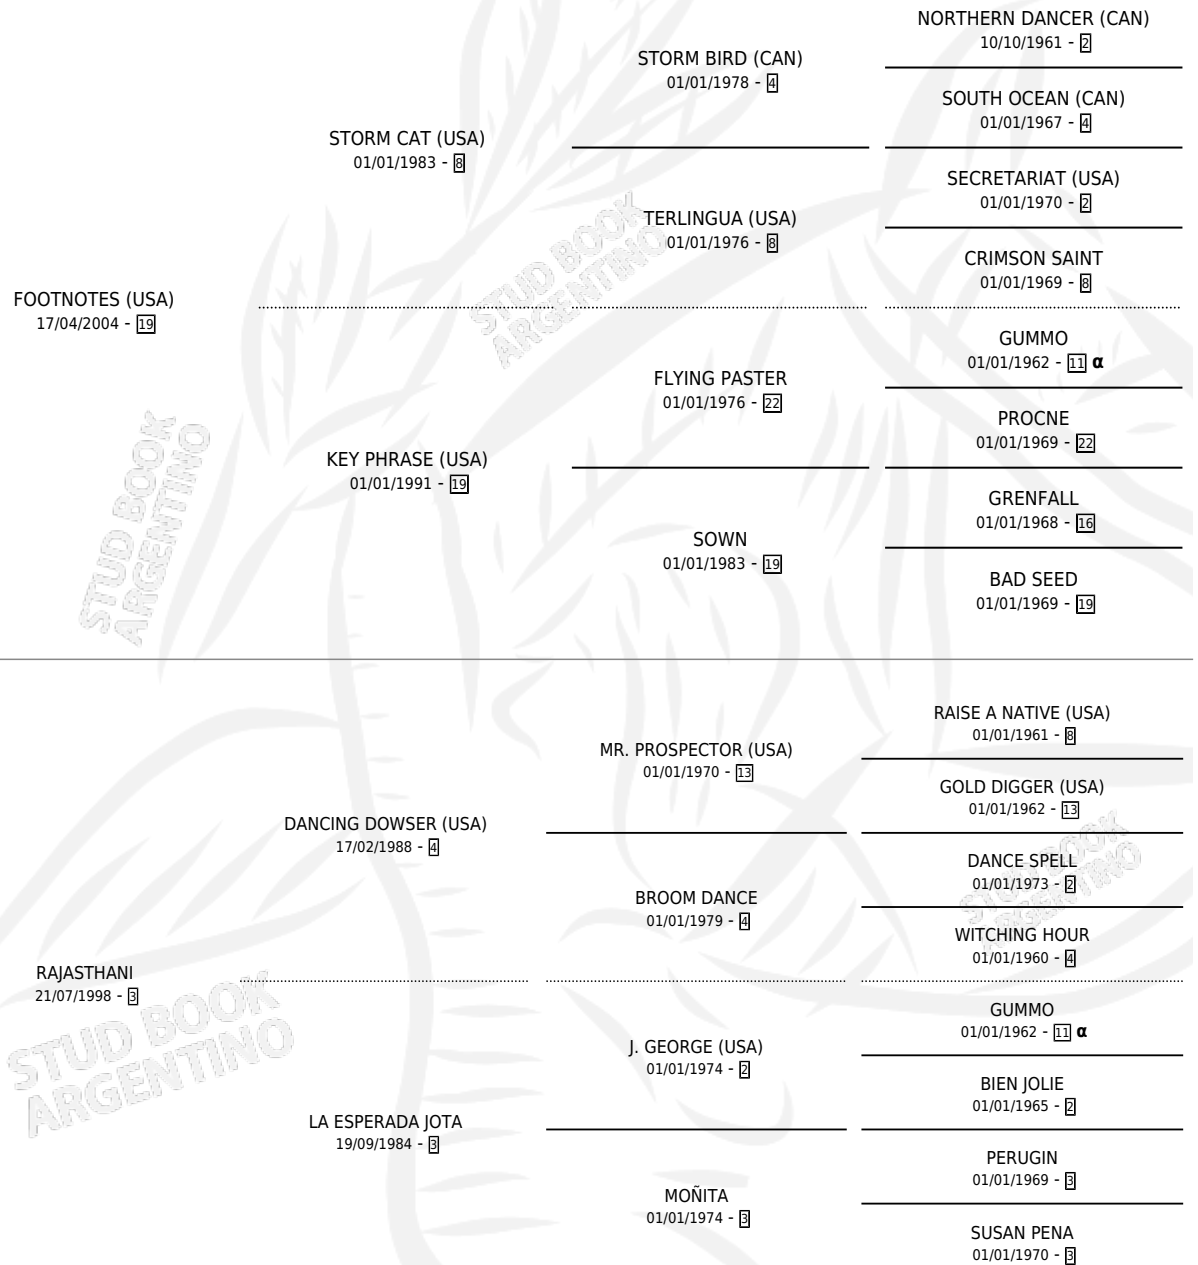 NORTHERN DANCER (CAN)
10/10/1961 - 2
STORM BIRD (CAN)
01/01/1978 - 4
SOUTH OCEAN (CAN)
01/01/1967 - 4
STORM CAT (USA)
01/01/1983 - 8
SECRETARIAT (USA)
01/01/1970 - 2
TERLINGUA (USA)
01/01/1976 - 8
CRIMSON SAINT
01/01/1969 - 8
FOOTNOTES (USA)
17/04/2004 - 19
GUMMO
01/01/1962 - 11 α
FLYING PASTER
01/01/1976 - 22
PROCNE
01/01/1969 - 22
KEY PHRASE (USA)
01/01/1991 - 19
GRENFALL
01/01/1968 - 16
SOWN
01/01/1983 - 19
BAD SEED
01/01/1969 - 19
RAISE A NATIVE (USA)
01/01/1961 - 8
MR. PROSPECTOR (USA)
01/01/1970 - 13
GOLD DIGGER (USA)
01/01/1962 - 13
DANCING DOWSER (USA)
17/02/1988 - 4
DANCE SPELL
01/01/1973 - 2
BROOM DANCE
01/01/1979 - 4
WITCHING HOUR
01/01/1960 - 4
RAJASTHANI
21/07/1998 - 3
GUMMO
01/01/1962 - 11 α
J. GEORGE (USA)
01/01/1974 - 2
BIEN JOLIE
01/01/1965 - 2
LA ESPERADA JOTA
19/09/1984 - 3
PERUGIN
01/01/1969 - 3
MOÑITA
01/01/1974 - 3
SUSAN PENA
01/01/1970 - 3
STUD BOOK
ARGENTINO
STUD BOOK
ARGENTINO
STUD BOOK
ARGENTINO
STUD BOOK
ARGENTINO